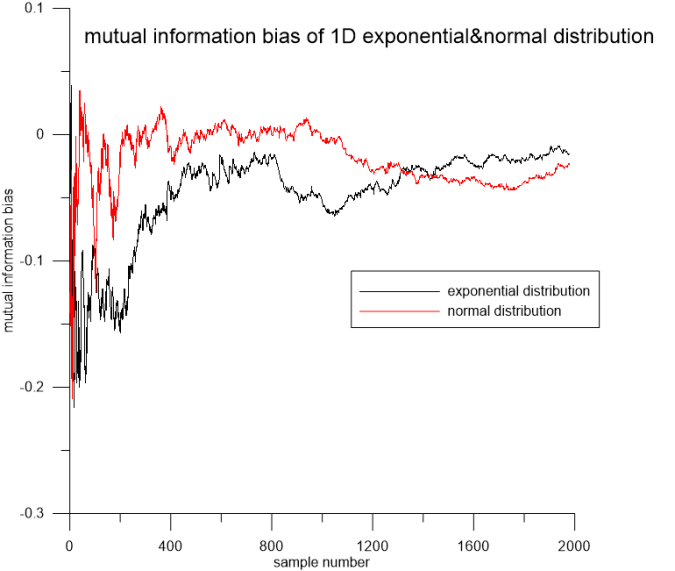 mutual information bias of 1D exponential&normal distribution
0.1
0
-0.1
-0.2
-0.3
mutual information bias
exponential distribution
normal distribution
0 400 800 1200 1600 2000
sample number